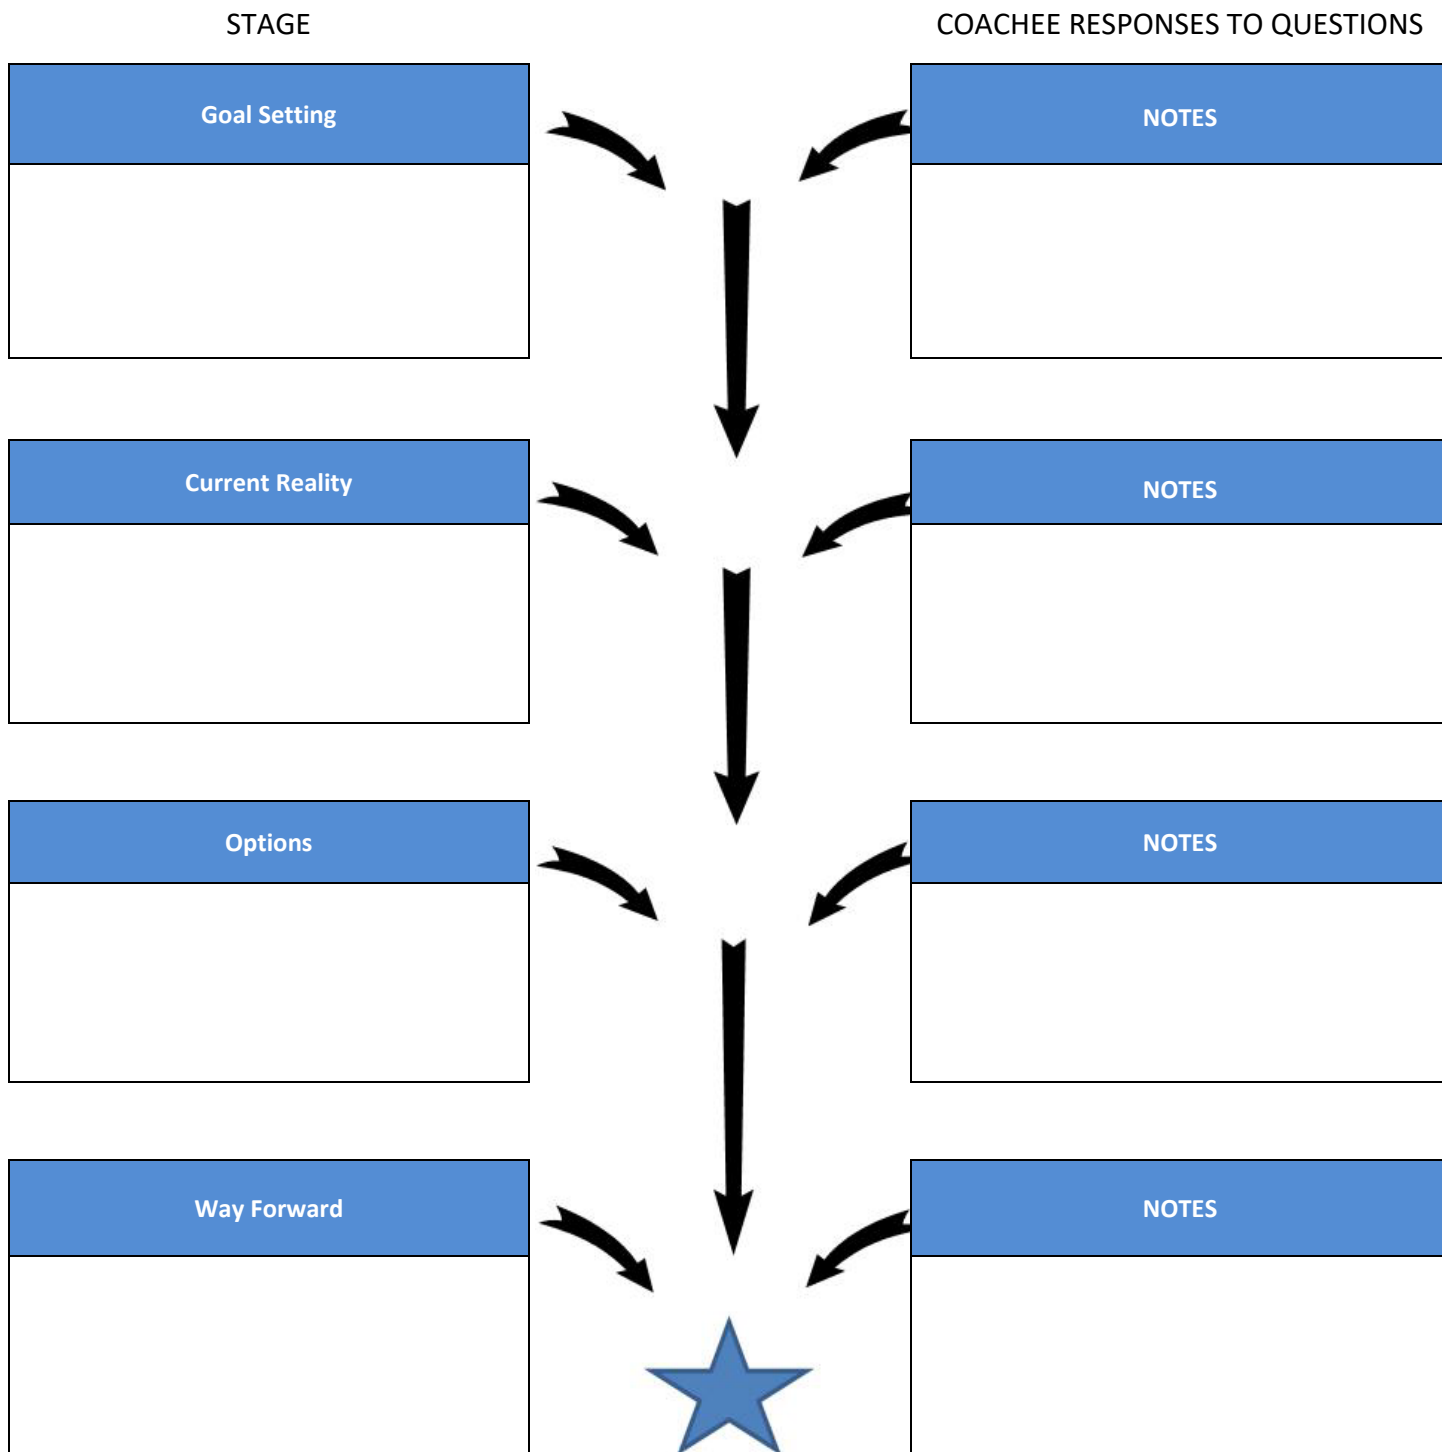 STAGE
COACHEE RESPONSES TO QUESTIONS
Goal Setting
NOTES
Current Reality
NOTES
Options
NOTES
Way Forward
NOTES